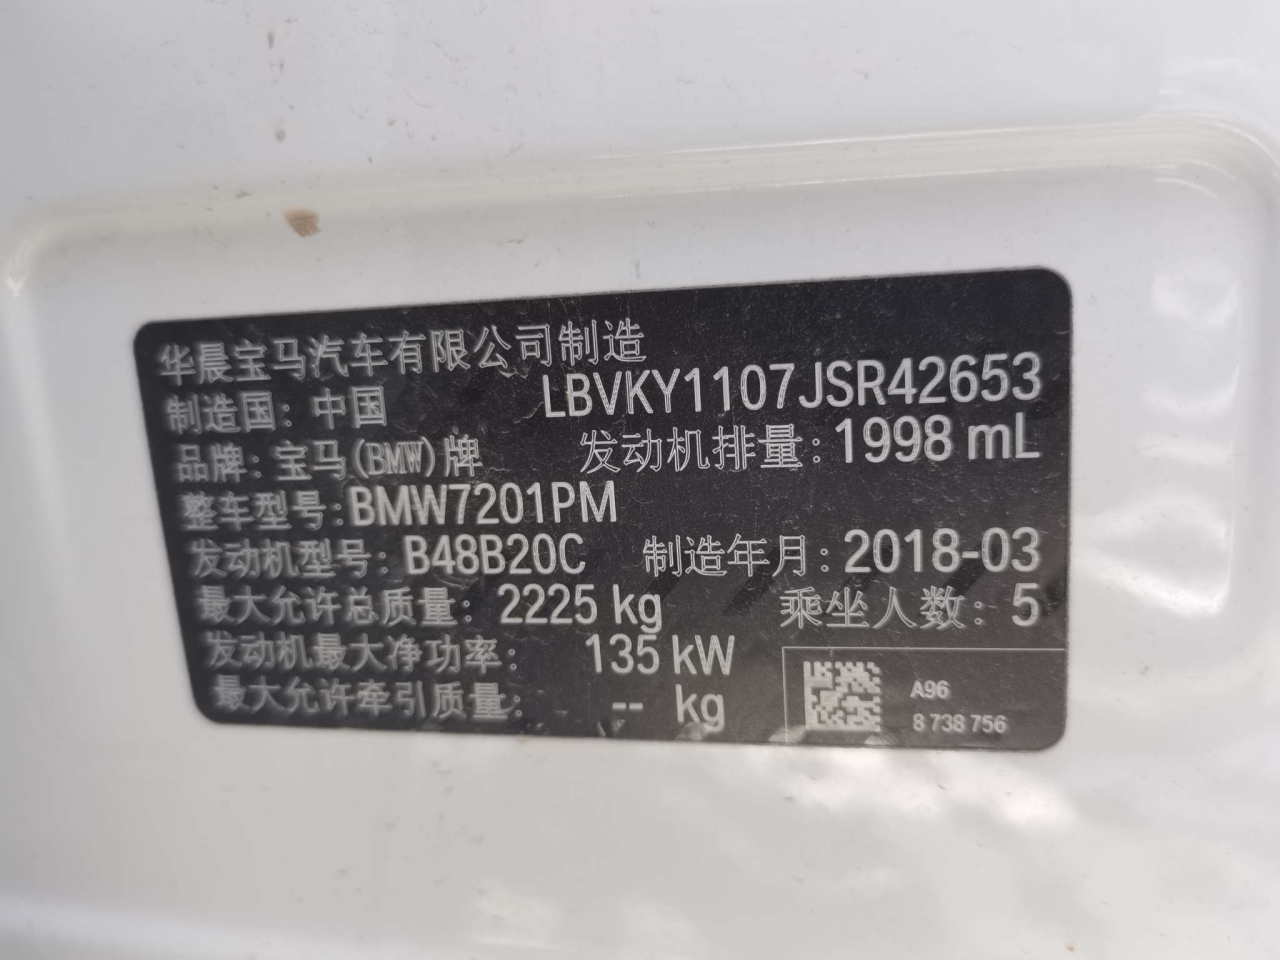 华晨宝马汽车有限公司制造
制造国: 中国 LBVKY1107JSR42653
品牌: 宝马(BMW)牌 发动机排量: 1998 mL
整车型号: BMW7201PM
发动机型号: B48B20C 制造年月: 2018-03
最大允许总质量: 2225 kg 乘坐人数: 5
发动机最大净功率: 135 kW
最大允许牵引质量: -- kg
A96
8 738 756